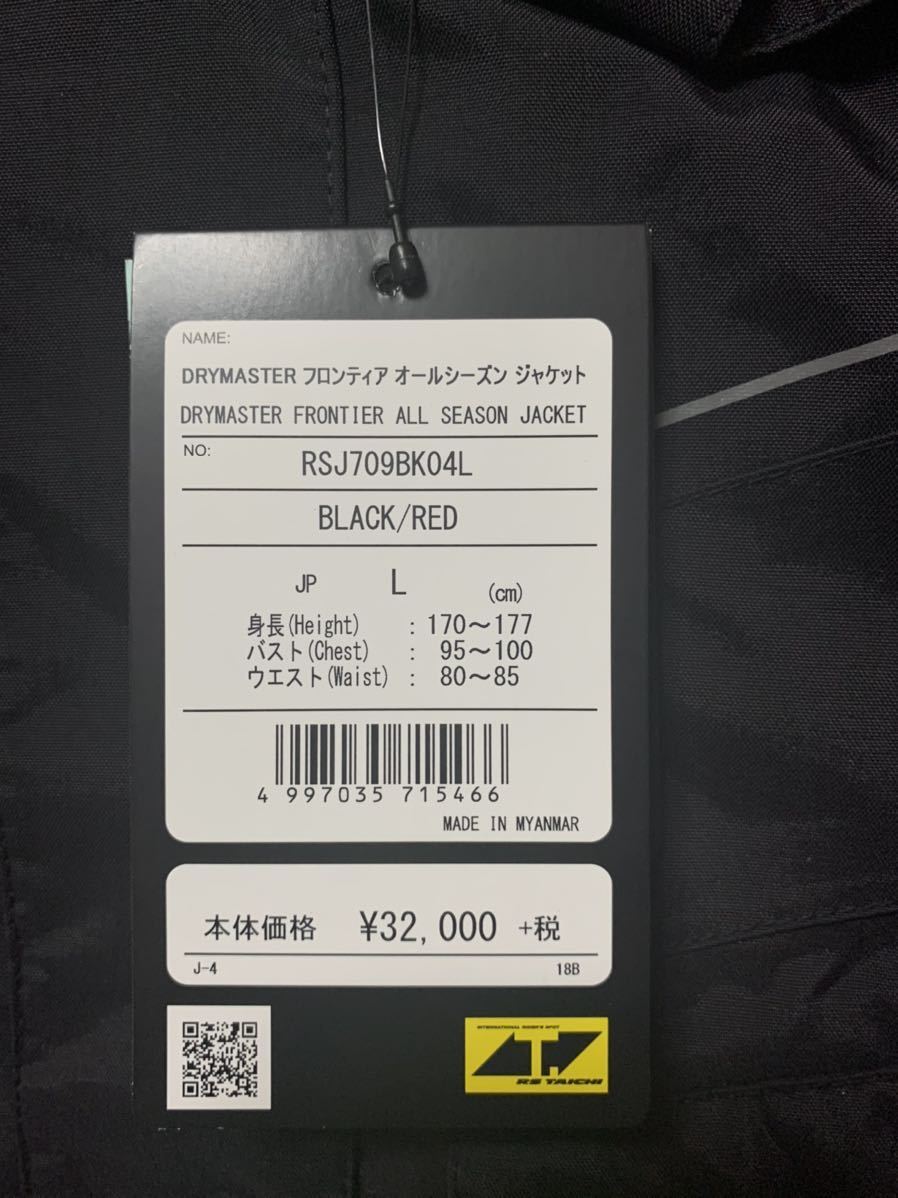 NAME:
DRYMASTER フロンティア オールシーズン ジャケット
DRYMASTER FRONTIER ALL SEASON JACKET
NO:
RSJ709BK04L
BLACK/RED
JP L (cm)
身長(Height) : 170～177
バスト(Chest) : 95～100
ウエスト(Waist) : 80～85
4 997035 715466
MADE IN MYANMAR
本体価格 ¥32,000 +税
J-4 18B
INTERNATIONAL RIDER'S SPOT
T.
RS TAICHI